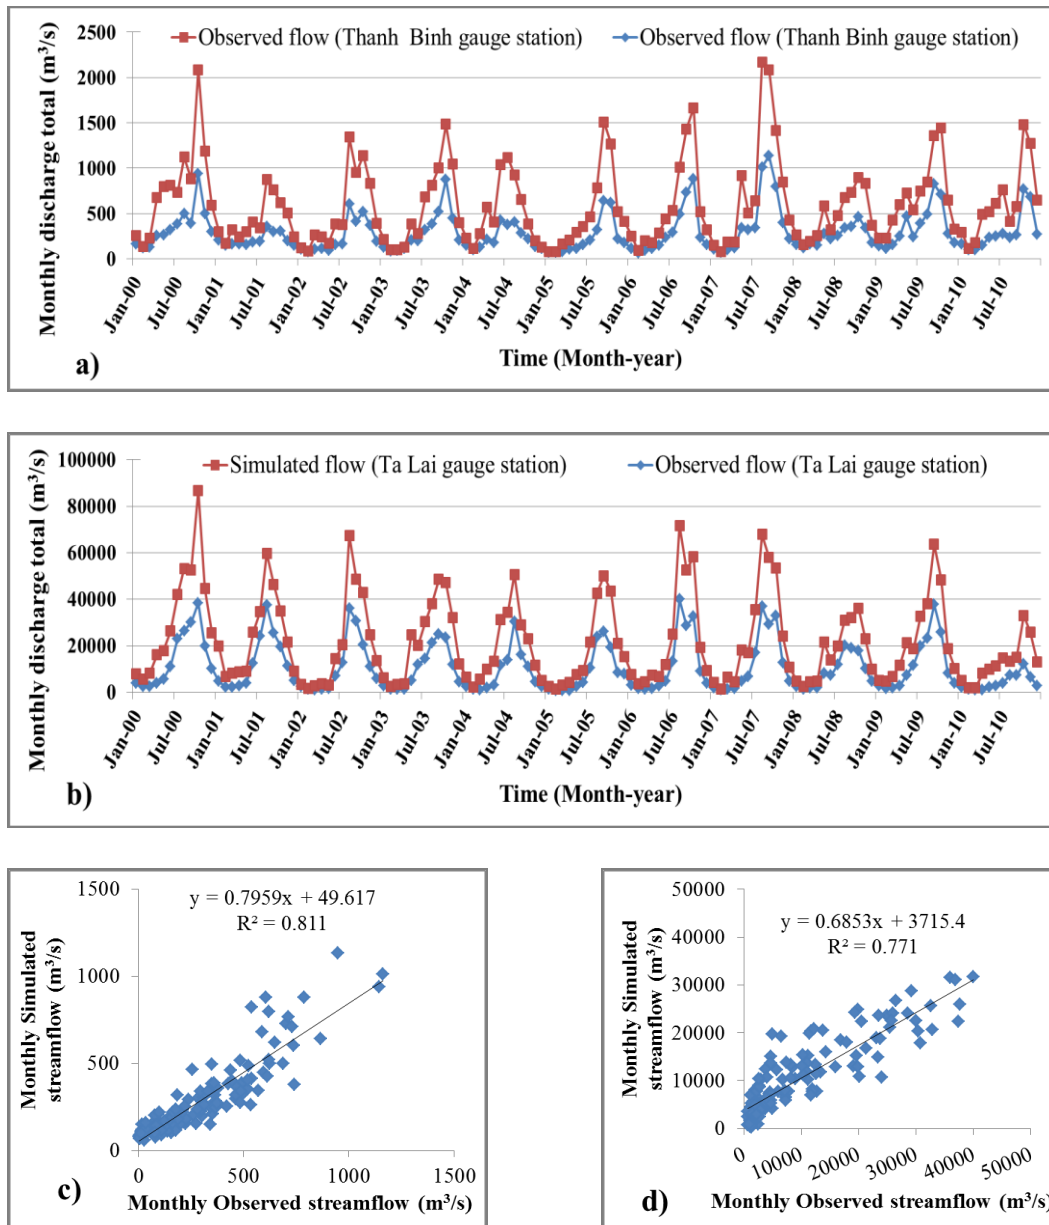 Observed flow (Thanh Binh gauge station) Observed flow (Thanh Binh gauge station)
Monthly discharge total (m³/s)
2500
2000
1500
1000
500
0
Jan-00 Jul-00 Jan-01 Jul-01 Jan-02 Jul-02 Jan-03 Jul-03 Jan-04 Jul-04 Jan-05 Jul-05 Jan-06 Jul-06 Jan-07 Jul-07 Jan-08 Jul-08 Jan-09 Jul-09 Jan-10 Jul-10
Time (Month-year)
a)
Simulated flow (Ta Lai gauge station) Observed flow (Ta Lai gauge station)
Monthly discharge total (m³/s)
100000
80000
60000
40000
20000
0
Jan-00 Jul-00 Jan-01 Jul-01 Jan-02 Jul-02 Jan-03 Jul-03 Jan-04 Jul-04 Jan-05 Jul-05 Jan-06 Jul-06 Jan-07 Jul-07 Jan-08 Jul-08 Jan-09 Jul-09 Jan-10 Jul-10
Time (Month-year)
b)
y = 0.7959x + 49.617
R² = 0.811
Monthly Simulated
streamflow (m³/s)
1500
1000
500
0
0 500 1000 1500
c)
Monthly Observed streamflow (m³/s)
y = 0.6853x + 3715.4
R² = 0.771
Monthly Simulated
streamflow (m³/s)
50000
40000
30000
20000
10000
0
0 10000 20000 30000 40000 50000
d)
Monthly Observed streamflow (m³/s)